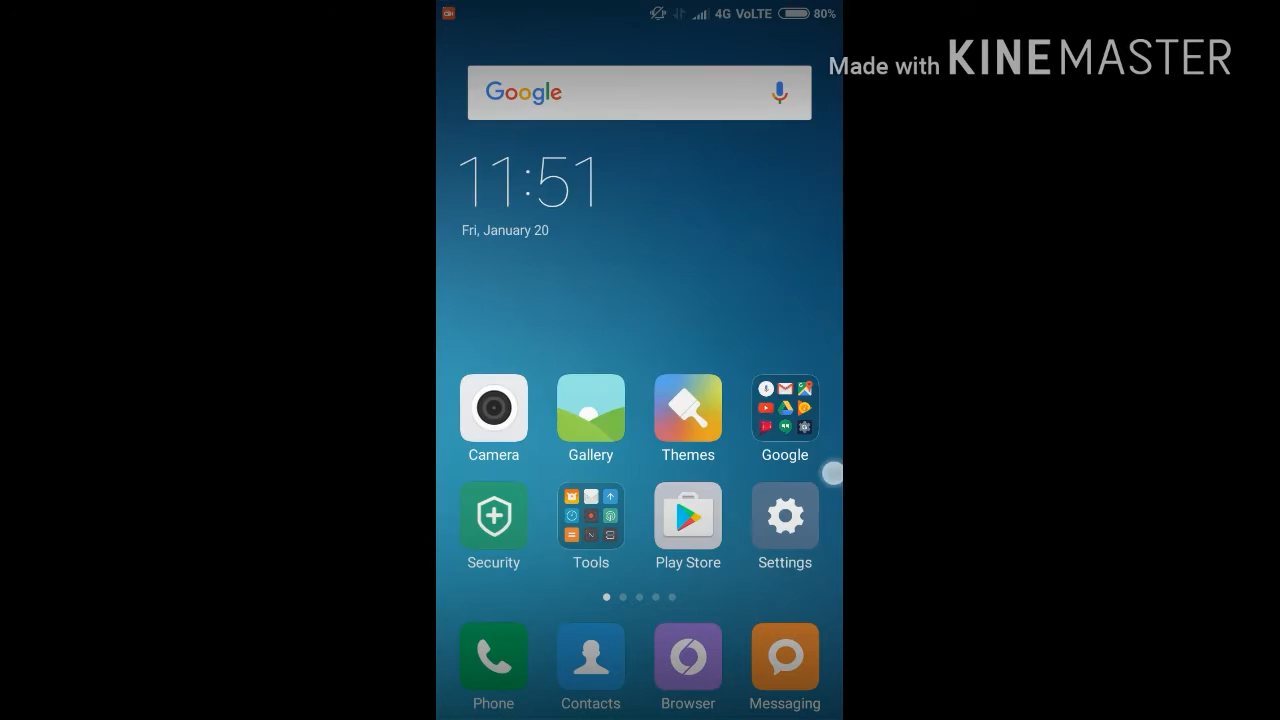 4G VoLTE 80%
Made with KINEMASTER
Google
11:51
Fri, January 20
Camera Gallery Themes Google
Security Tools Play Store Settings
Phone Contacts Browser Messaging